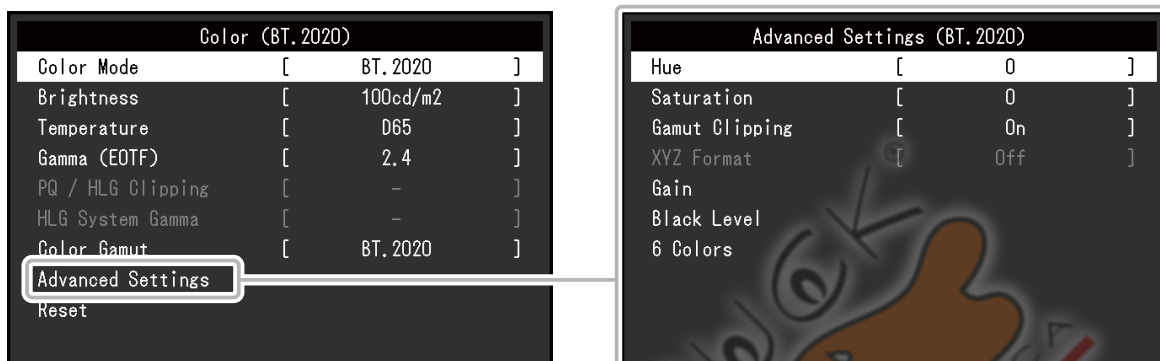 Color (BT.2020)
Color Mode [ BT.2020 ]
Brightness [ 100cd/m2 ]
Temperature [ D65 ]
Gamma (EOTF) [ 2.4 ]
PQ / HLG Clipping [ - ]
HLG System Gamma [ - ]
Color Gamut [ BT.2020 ]
Advanced Settings
Reset
Advanced Settings (BT.2020)
Hue [ 0 ]
Saturation [ 0 ]
Gamut Clipping [ On ]
XYZ Format [ Off ]
Gain
Black Level
6 Colors